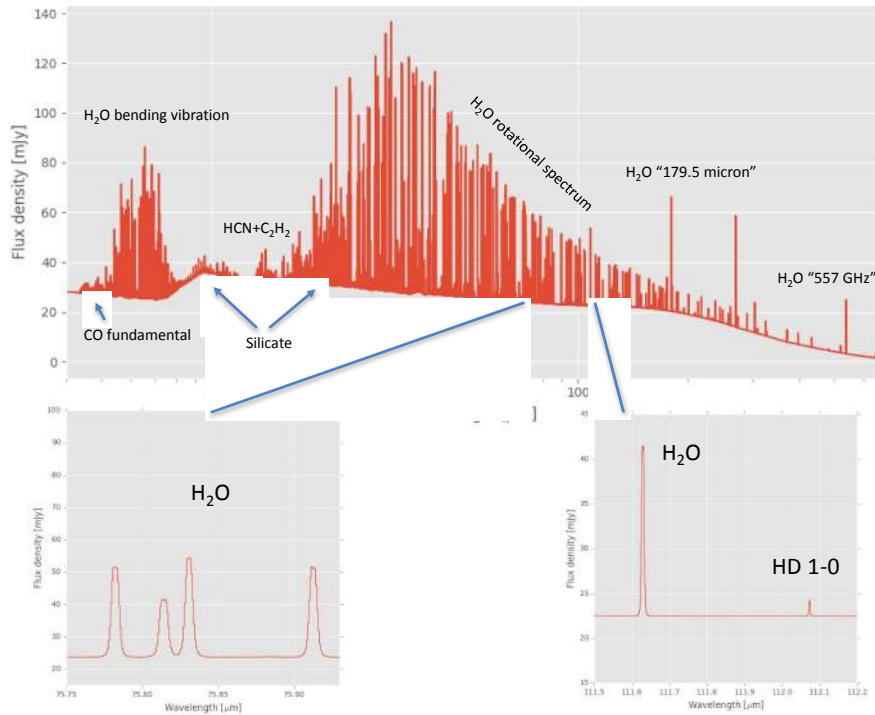 140
120
100
80
60
40
20
0
Flux density [mJy]
H₂O bending vibration
HCN+C₂H₂
H₂O rotational spectrum
H₂O “179.5 micron”
H₂O “557 GHz”
CO fundamental
Silicate
100
100
90
80
70
60
50
40
30
20
Flux density [mJy]
H₂O
75.75
75.80
75.85
75.90
Wavelength [μm]
45
40
35
30
25
20
15
Flux density [mJy]
H₂O
HD 1-0
111.5
111.6
111.7
111.8
111.9
112.0
112.1
112.2
Wavelength [μm]